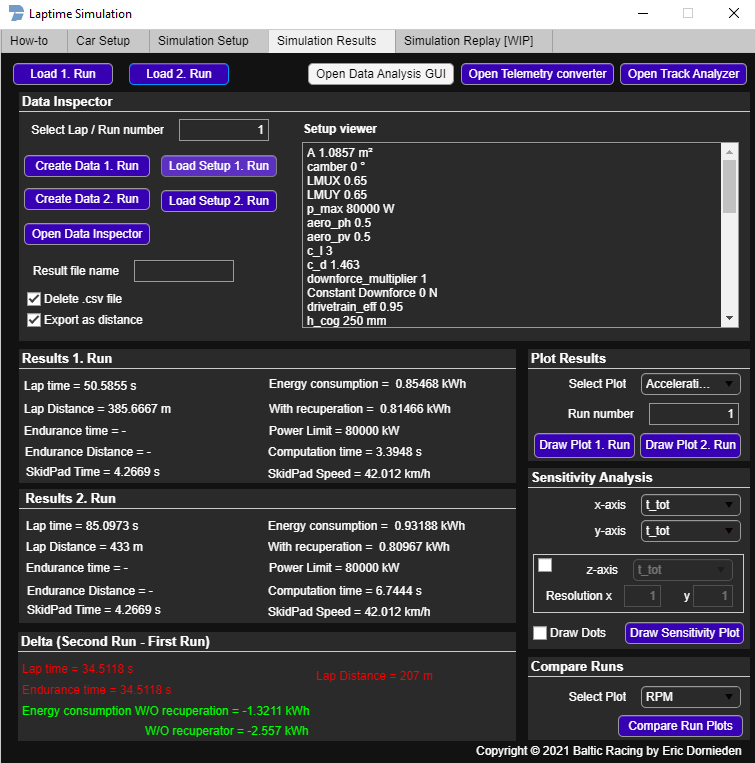 Laptime Simulation
How-to Car Setup Simulation Setup Simulation Results Simulation Replay [WIP]
Load 1. Run Load 2. Run Open Data Analysis GUI Open Telemetry converter Open Track Analyzer
Data Inspector
Select Lap / Run number 1
Create Data 1. Run Load Setup 1. Run
Create Data 2. Run Load Setup 2. Run
Open Data Inspector
Result file name
Delete .csv file
Export as distance
Setup viewer
A 1.0857 m²
camber 0 °
LMUX 0.65
LMUY 0.65
p_max 80000 W
aero_ph 0.5
aero_pv 0.5
c_l 3
c_d 1.463
downforce_multiplier 1
Constant Downforce 0 N
drivetrain_eff 0.95
h_cog 250 mm
Results 1. Run
Lap time = 50.5855 s Energy consumption = 0.85468 kWh
Lap Distance = 385.6667 m With recuperation = 0.81466 kWh
Endurance time = - Power Limit = 80000 kW
Endurance Distance = - Computation time = 3.3948 s
SkidPad Time = 4.2669 s SkidPad Speed = 42.012 km/h
Results 2. Run
Lap time = 85.0973 s Energy consumption = 0.93188 kWh
Lap Distance = 433 m With recuperation = 0.80967 kWh
Endurance time = - Power Limit = 80000 kW
Endurance Distance = - Computation time = 6.7444 s
SkidPad Time = 4.2669 s SkidPad Speed = 42.012 km/h
Delta (Second Run - First Run)
Lap time = 34.5118 s Lap Distance = 207 m
Endurance time = 34.5118 s
Energy consumption W/O recuperation = -1.3211 kWh
W/O recuperator = -2.557 kWh
Plot Results
Select Plot Accelerati...
Run number 1
Draw Plot 1. Run Draw Plot 2. Run
Sensitivity Analysis
x-axis t_tot
y-axis t_tot
z-axis t_tot
Resolution x 1 y 1
Draw Dots Draw Sensitivity Plot
Compare Runs
Select Plot RPM
Compare Run Plots
Copyright © 2021 Baltic Racing by Eric Dornieden